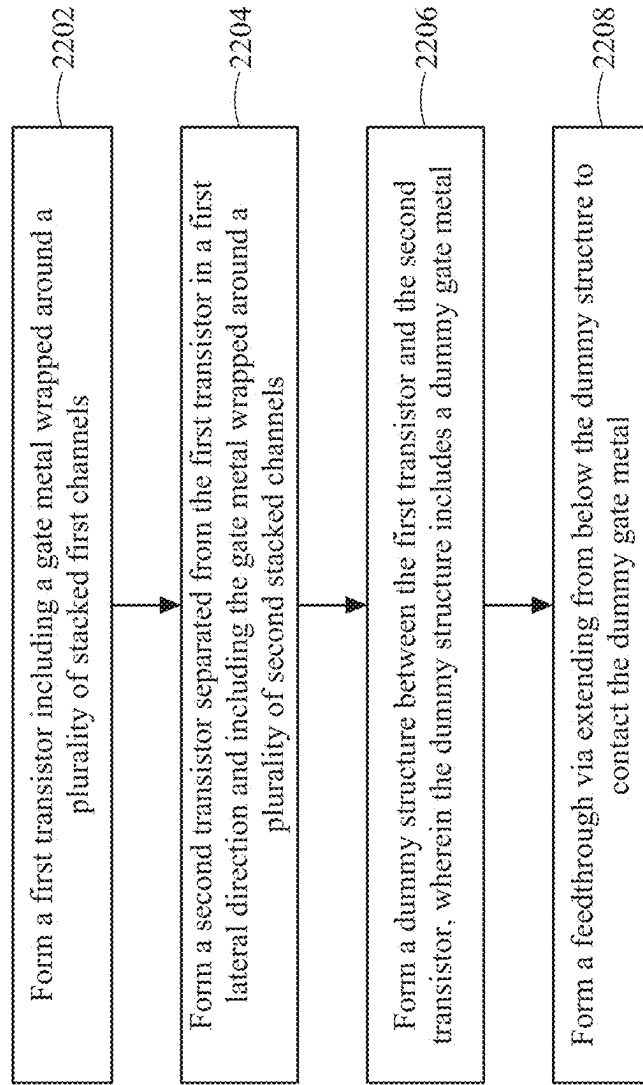 Form a first transistor including a gate metal wrapped around a
plurality of stacked first channels
2202
Form a second transistor separated from the first transistor in a first
lateral direction and including the gate metal wrapped around a
plurality of second stacked channels
2204
Form a dummy structure between the first transistor and the second
transistor, wherein the dummy structure includes a dummy gate metal
2206
Form a feedthrough via extending from below the dummy structure to
contact the dummy gate metal
2208